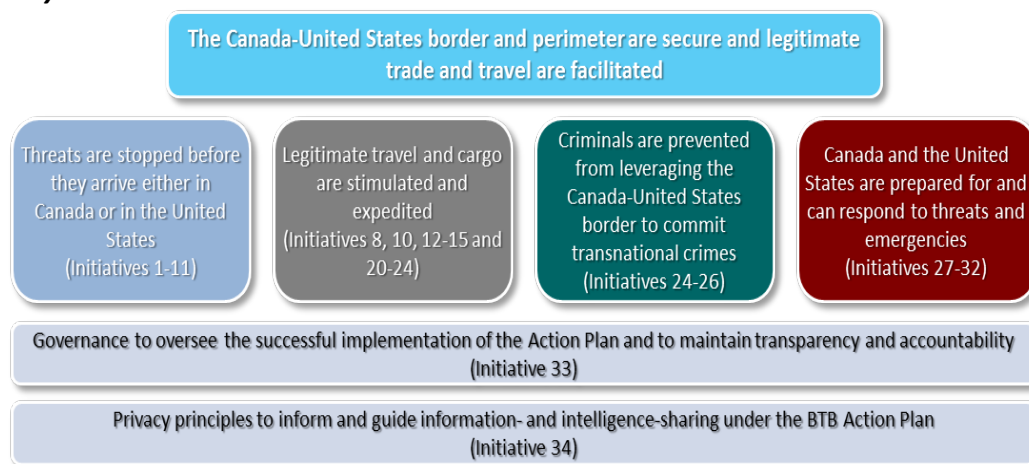 The Canada-United States border and perimeter are secure and legitimate
trade and travel are facilitated
Threats are stopped before
they arrive either in
Canada or in the United
States
(Initiatives 1-11)
Legitimate travel and cargo
are stimulated and
expedited
(Initiatives 8, 10, 12-15 and
20-24)
Criminals are prevented
from leveraging the
Canada-United States
border to commit
transnational crimes
(Initiatives 24-26)
Canada and the United
States are prepared for and
can respond to threats and
emergencies
(Initiatives 27-32)
Governance to oversee the successful implementation of the Action Plan and to maintain transparency and accountability
(Initiative 33)
Privacy principles to inform and guide information- and intelligence-sharing under the BTB Action Plan
(Initiative 34)